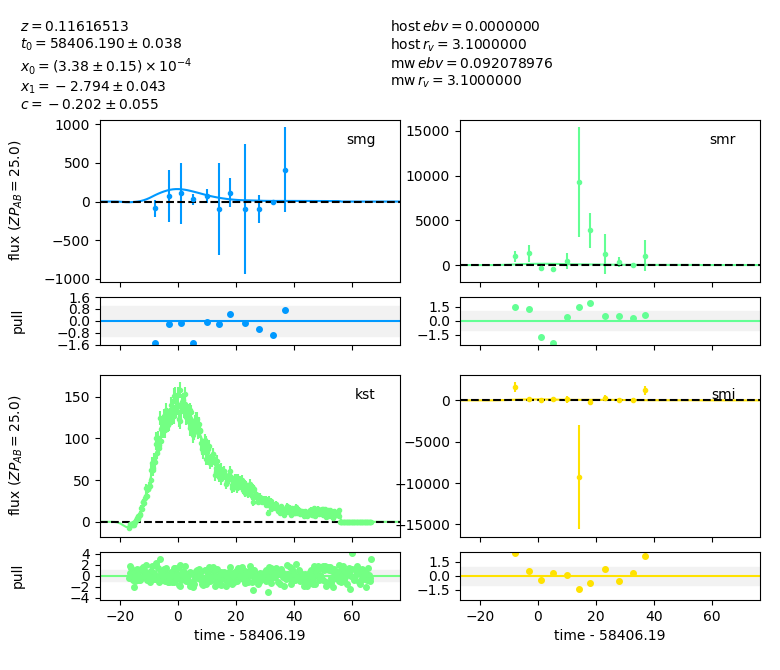 z = 0.11616513
t₀ = 58406.190 ± 0.038
x₀ = (3.38 ± 0.15) × 10⁻⁴
x₁ = −2.794 ± 0.043
c = −0.202 ± 0.055
host ebv = 0.0000000
host r_v = 3.1000000
mw ebv = 0.092078976
mw r_v = 3.1000000
flux (ZP_AB = 25.0)
1000
500
0
−500
−1000
smg
15000
10000
5000
0
smr
pull
1.6
0.8
0.0
−0.8
−1.6
1.5
0.0
−1.5
flux (ZP_AB = 25.0)
150
100
50
0
kst
0
−5000
−10000
−15000
smi
pull
4
2
0
−2
−4
1.5
0.0
−1.5
−20 0 20 40 60
−20 0 20 40 60
time - 58406.19
time - 58406.19